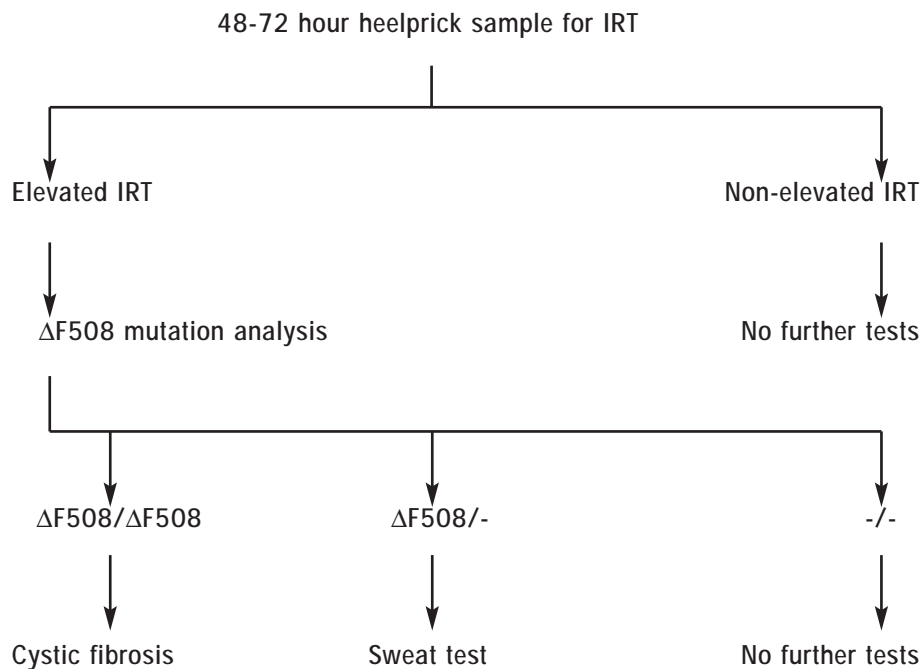 48-72 hour heelprick sample for IRT
Elevated IRT
Non-elevated IRT
ΔF508 mutation analysis
No further tests
ΔF508/ΔF508
ΔF508/-
-/-
Cystic fibrosis
Sweat test
No further tests